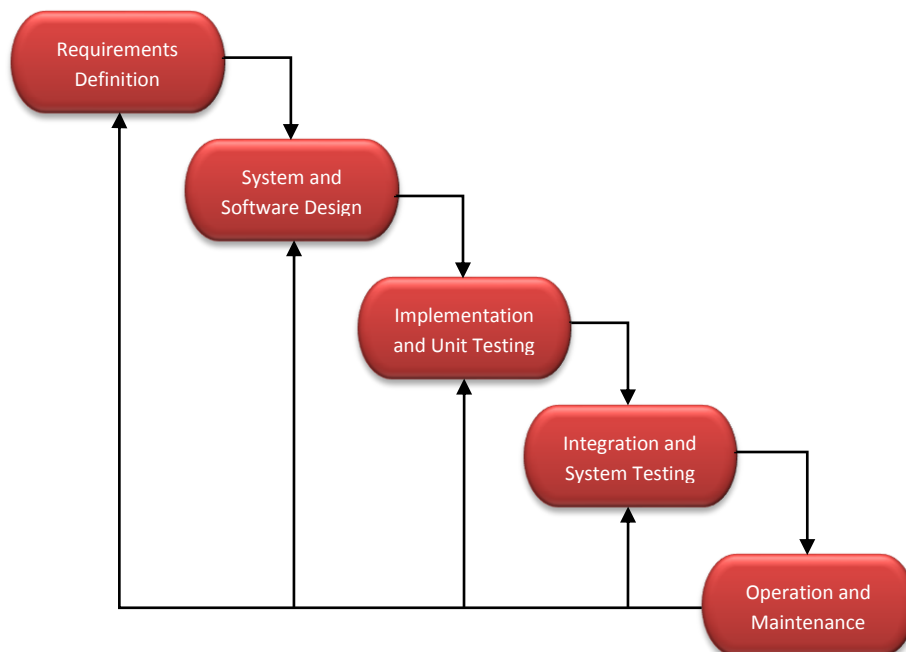 Requirements
Definition
System and
Software Design
Implementation
and Unit Testing
Integration and
System Testing
Operation and
Maintenance